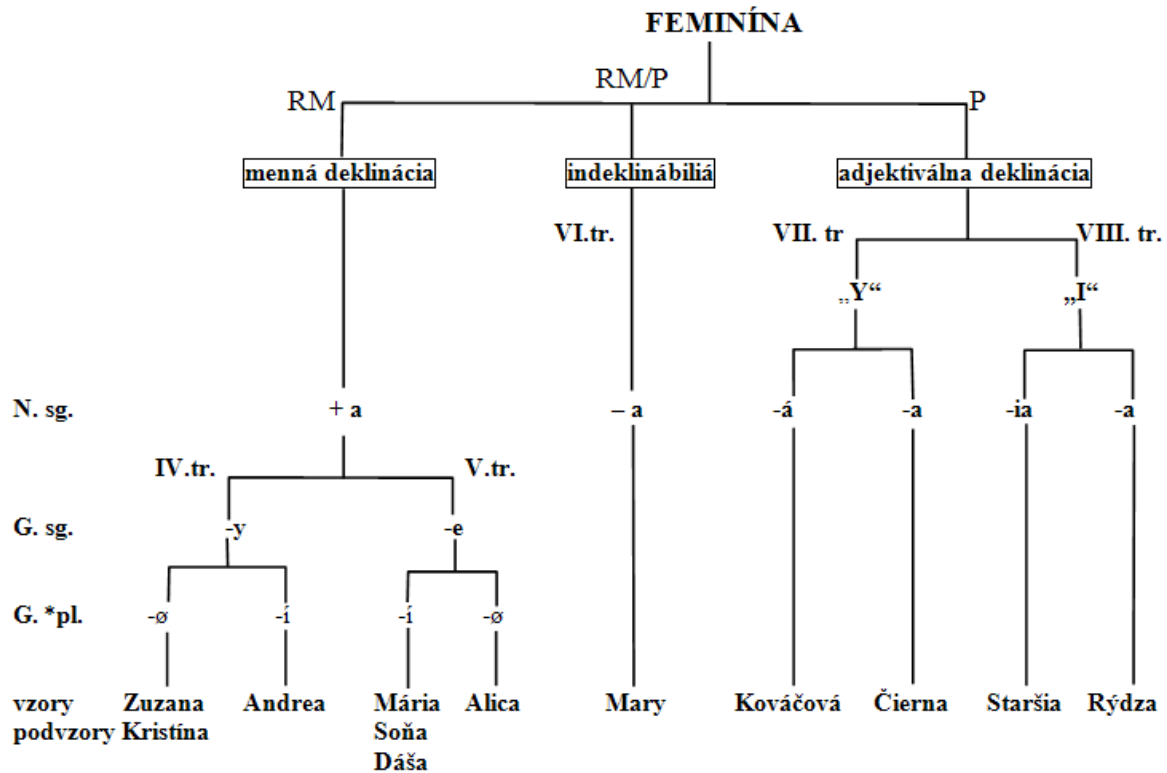 FEMINÍNA
RM RM/P P
menná deklinácia indeklinábiliá adjektiválna deklinácia
VI.tr. VII. tr VIII. tr.
„Y“ „I“
N. sg. + a – a -á -a -ia -a
IV.tr. V.tr.
G. sg. -y -e
G. *pl. -ø -í -í -ø
vzory Zuzana Andrea Mária Alica Mary Kováčová Čierna Staršia Rýdza
podvzory Kristína Soňa
Dáša